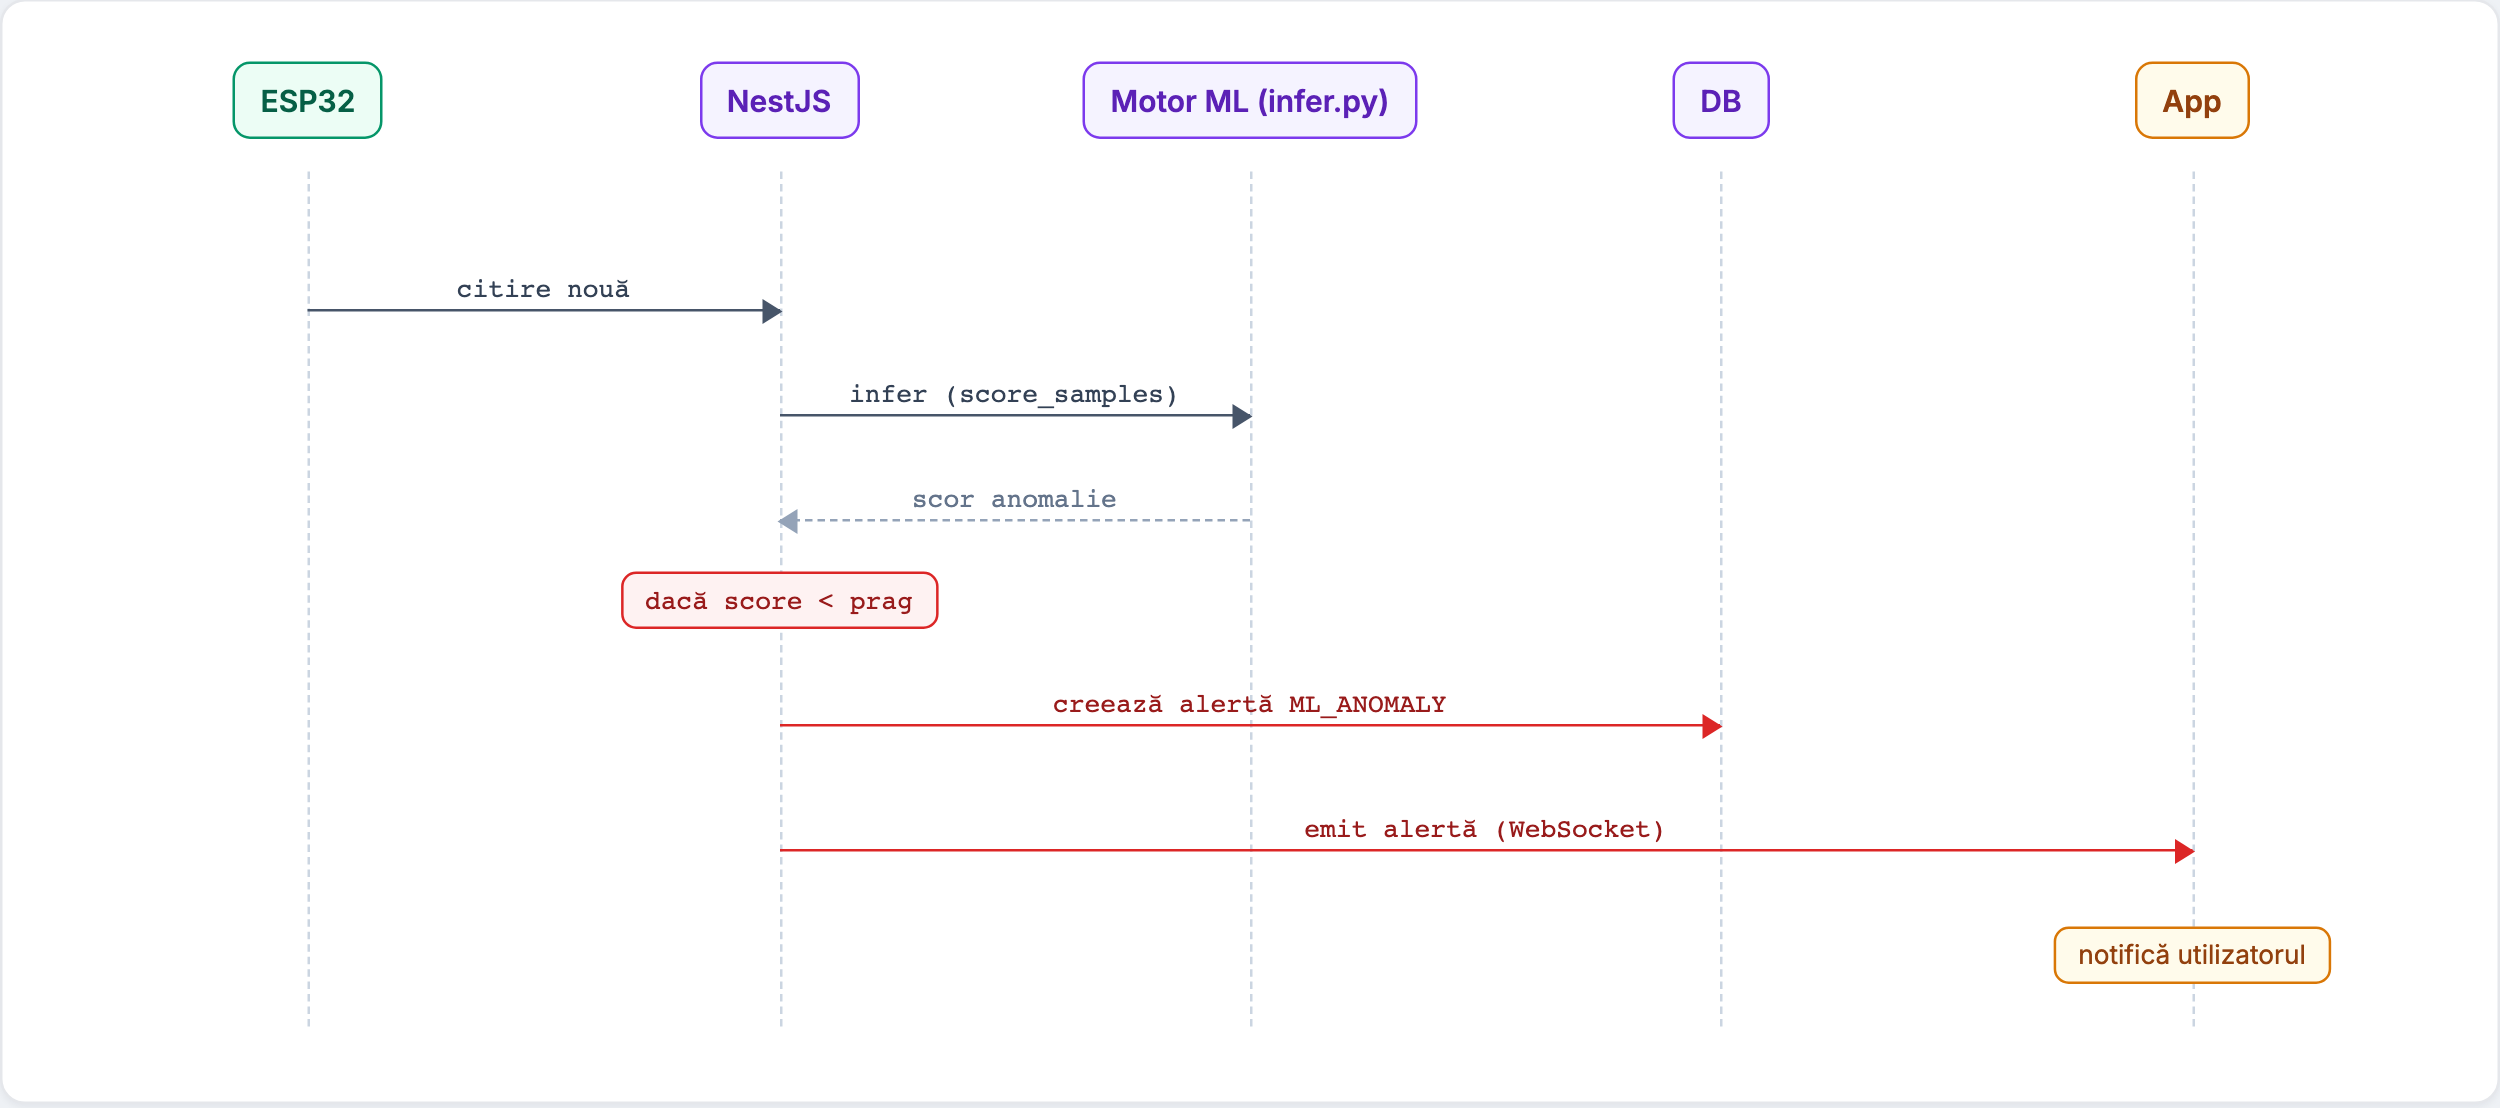 ESP32
NestJS
Motor ML (infer.py)
DB
App
citire nouă
infer (score_samples)
scor anomalie
dacă score < prag
creează alertă ML_ANOMALY
emit alertă (WebSocket)
notifică utilizatorul